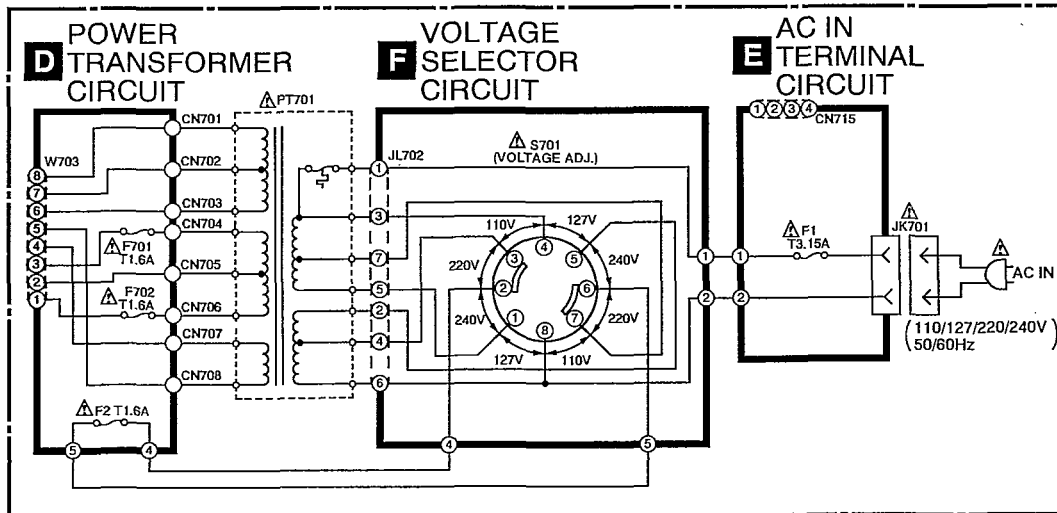 D POWER
TRANSFORMER
CIRCUIT
F VOLTAGE
SELECTOR
CIRCUIT
E AC IN
TERMINAL
CIRCUIT
PT701
CN701
CN702
CN703
CN704
CN705
CN706
CN707
CN708
W703
8
7
6
5
4
3
2
1
F701
T1.6A
F702
T1.6A
F2 T1.6A
5
4
JL702
1
3
7
5
2
4
6
S701
(VOLTAGE ADJ.)
110V
127V
220V
240V
240V
220V
127V
110V
4
3
5
2
6
1
7
8
4
5
1
2
1 2 3 4
CN715
1
2
F1
T3.15A
JK701
AC IN
(110/127/220/240V
50/60Hz)